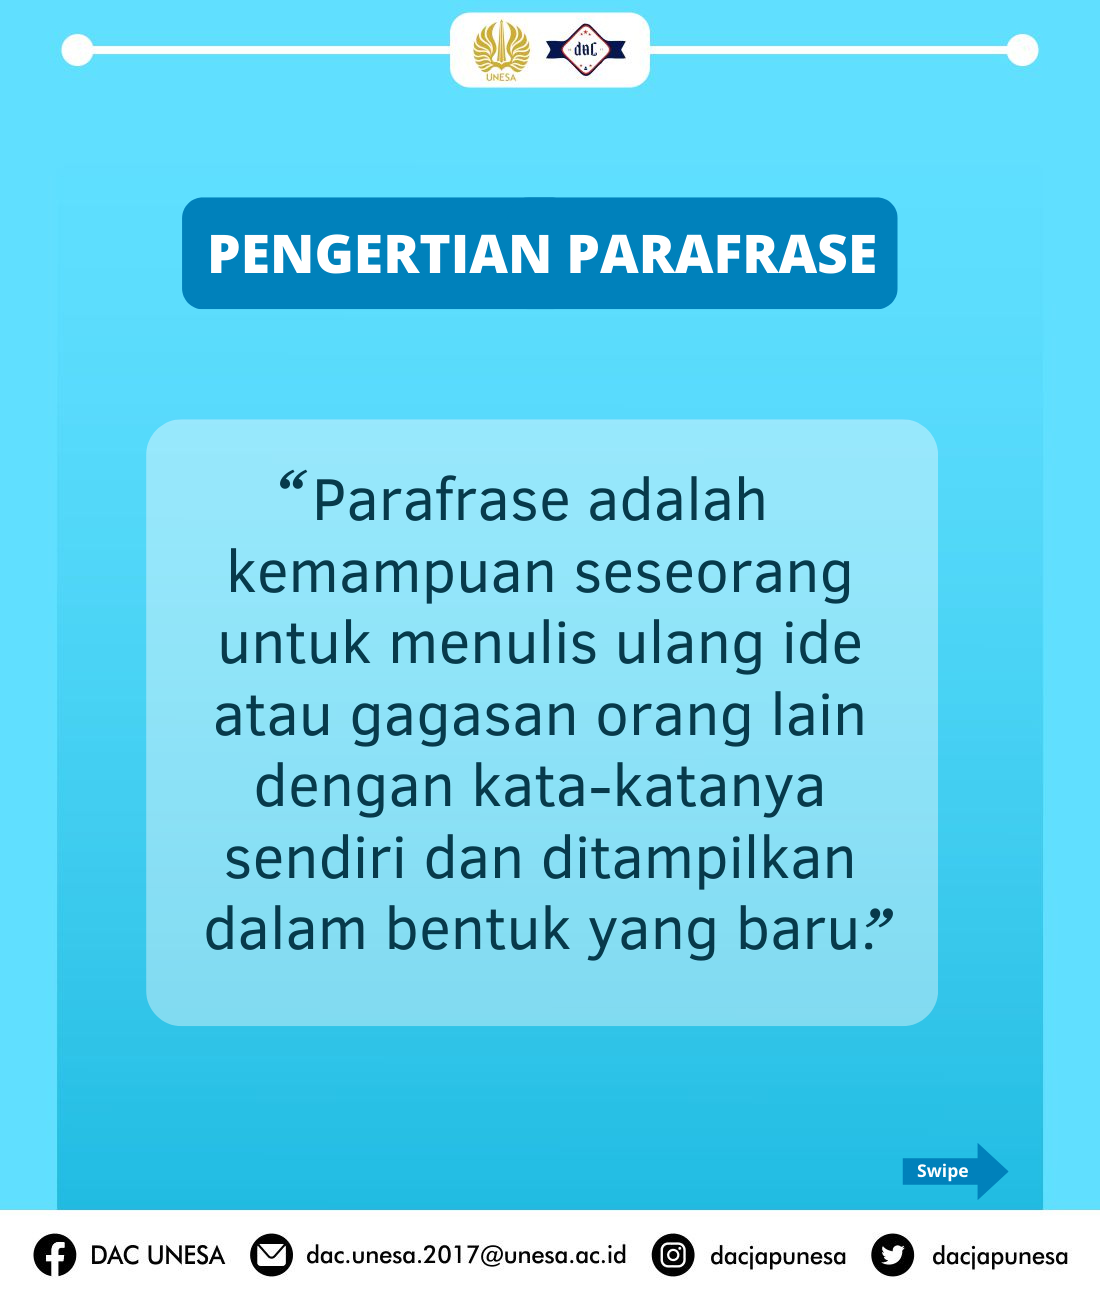 UNESA
dac
PENGERTIAN PARAFRASE
“Parafrase adalah
kemampuan seseorang
untuk menulis ulang ide
atau gagasan orang lain
dengan kata-katanya
sendiri dan ditampilkan
dalam bentuk yang baru.”
Swipe
DAC UNESA
dac.unesa.2017@unesa.ac.id
dacjapunesa
dacjapunesa